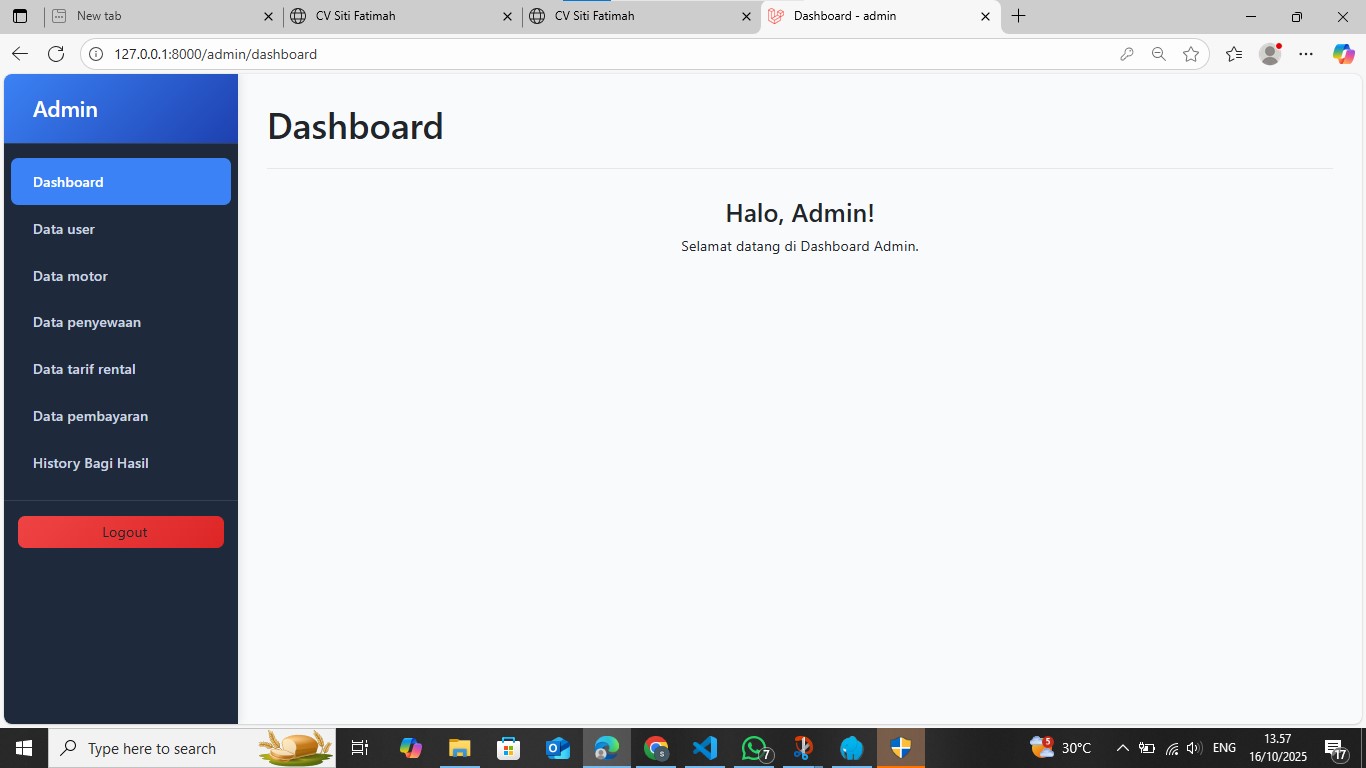 New tab
CV Siti Fatimah
CV Siti Fatimah
Dashboard - admin
127.0.0.1:8000/admin/dashboard
Admin
Dashboard
Data user
Data motor
Data penyewaan
Data tarif rental
Data pembayaran
History Bagi Hasil
Logout
Dashboard
Halo, Admin!
Selamat datang di Dashboard Admin.
Type here to search
7
5
30°C
ENG
13.57
16/10/2025
17